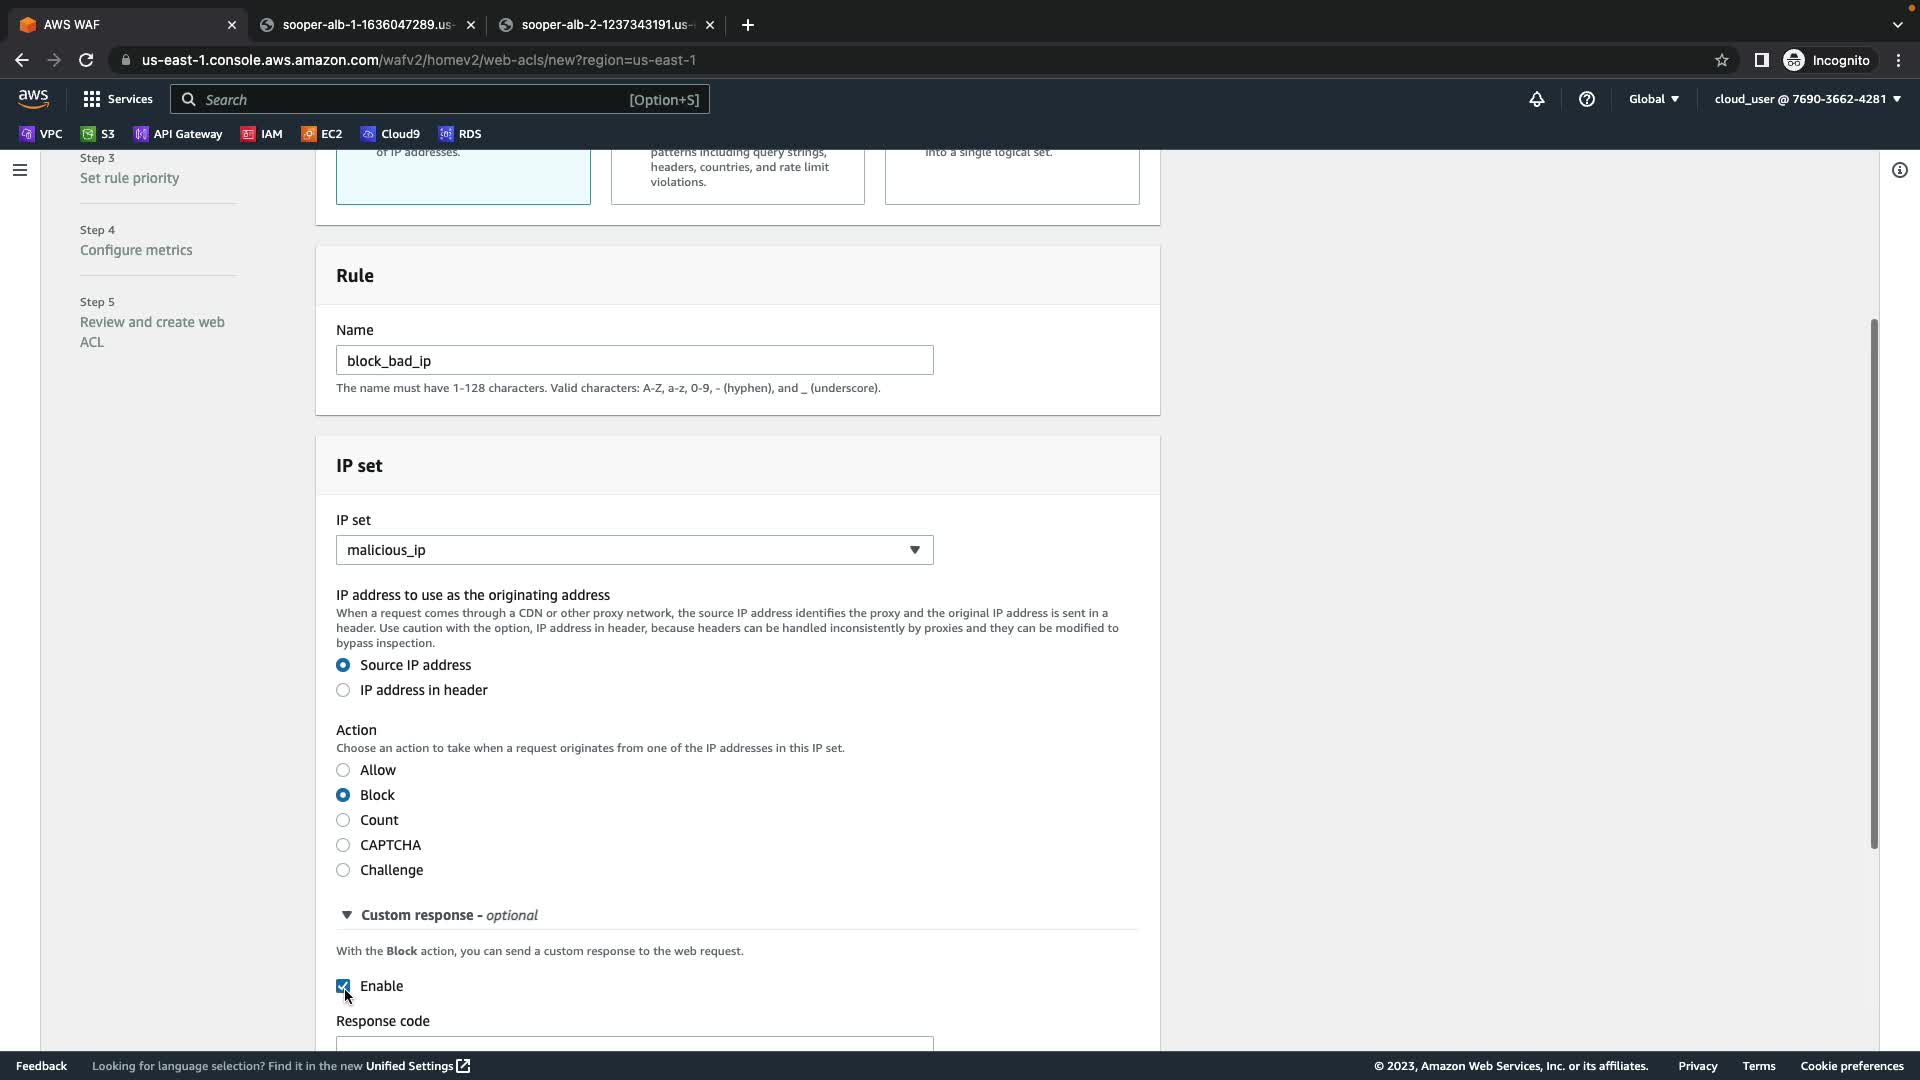 AWS WAF
sooper-alb-1-1636047289.us-
sooper-alb-2-1237343191.us-
us-east-1.console.aws.amazon.com/wafv2/homev2/web-acls/new?region=us-east-1
Incognito
aws
Services
Search
[Option+S]
Global
cloud_user @ 7690-3662-4281
VPC
S3
API Gateway
IAM
EC2
Cloud9
RDS
Step 3
Set rule priority
Step 4
Configure metrics
Step 5
Review and create web
ACL
of IP addresses.
patterns including query strings,
headers, countries, and rate limit
violations.
into a single logical set.
Rule
Name
block_bad_ip
The name must have 1-128 characters. Valid characters: A-Z, a-z, 0-9, - (hyphen), and _ (underscore).
IP set
IP set
malicious_ip
IP address to use as the originating address
When a request comes through a CDN or other proxy network, the source IP address identifies the proxy and the original IP address is sent in a
header. Use caution with the option, IP address in header, because headers can be handled inconsistently by proxies and they can be modified to
bypass inspection.
Source IP address
IP address in header
Action
Choose an action to take when a request originates from one of the IP addresses in this IP set.
Allow
Block
Count
CAPTCHA
Challenge
Custom response - optional
With the Block action, you can send a custom response to the web request.
Enable
Response code
Feedback
Looking for language selection? Find it in the new Unified Settings
© 2023, Amazon Web Services, Inc. or its affiliates.
Privacy
Terms
Cookie preferences